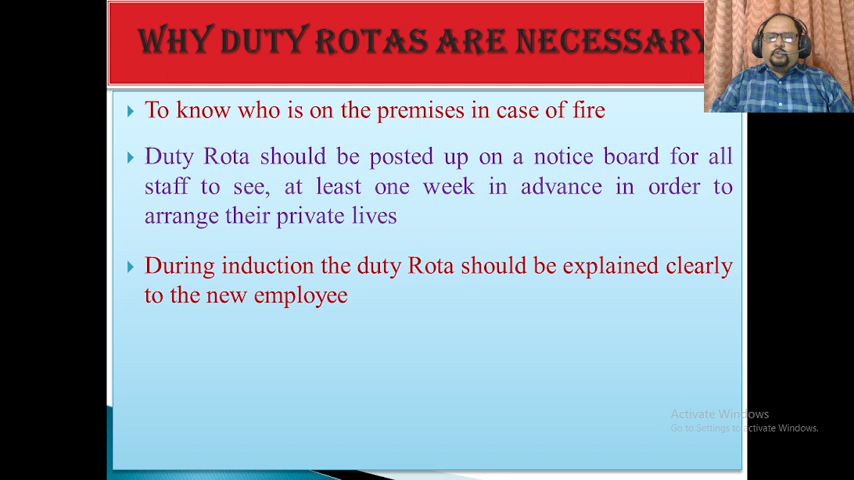 WHY DUTY ROTAS ARE NECESSARY
To know who is on the premises in case of fire
Duty Rota should be posted up on a notice board for all
staff to see, at least one week in advance in order to
arrange their private lives
During induction the duty Rota should be explained clearly
to the new employee
Activate Windows
Go to Settings to activate Windows.